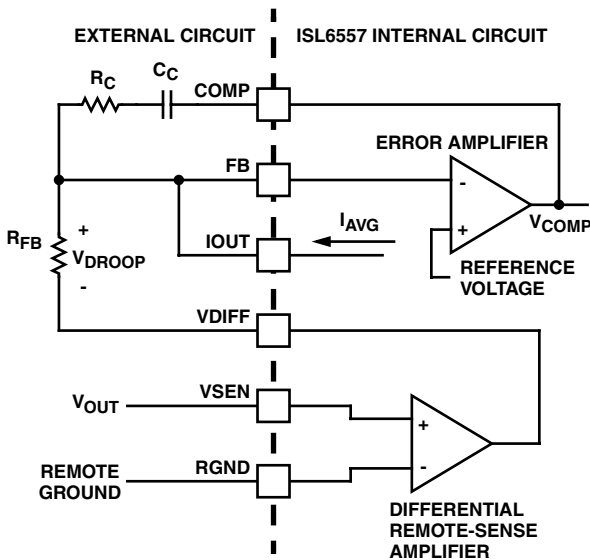 EXTERNAL CIRCUIT
ISL6557 INTERNAL CIRCUIT
RC
CC
COMP
ERROR AMPLIFIER
FB
-
+
VCOMP
IAVG
IOUT
REFERENCE
VOLTAGE
RFB
+
VDROOP
-
VDIFF
VSEN
VOUT
+
-
RGND
REMOTE
GROUND
DIFFERENTIAL
REMOTE-SENSE
AMPLIFIER